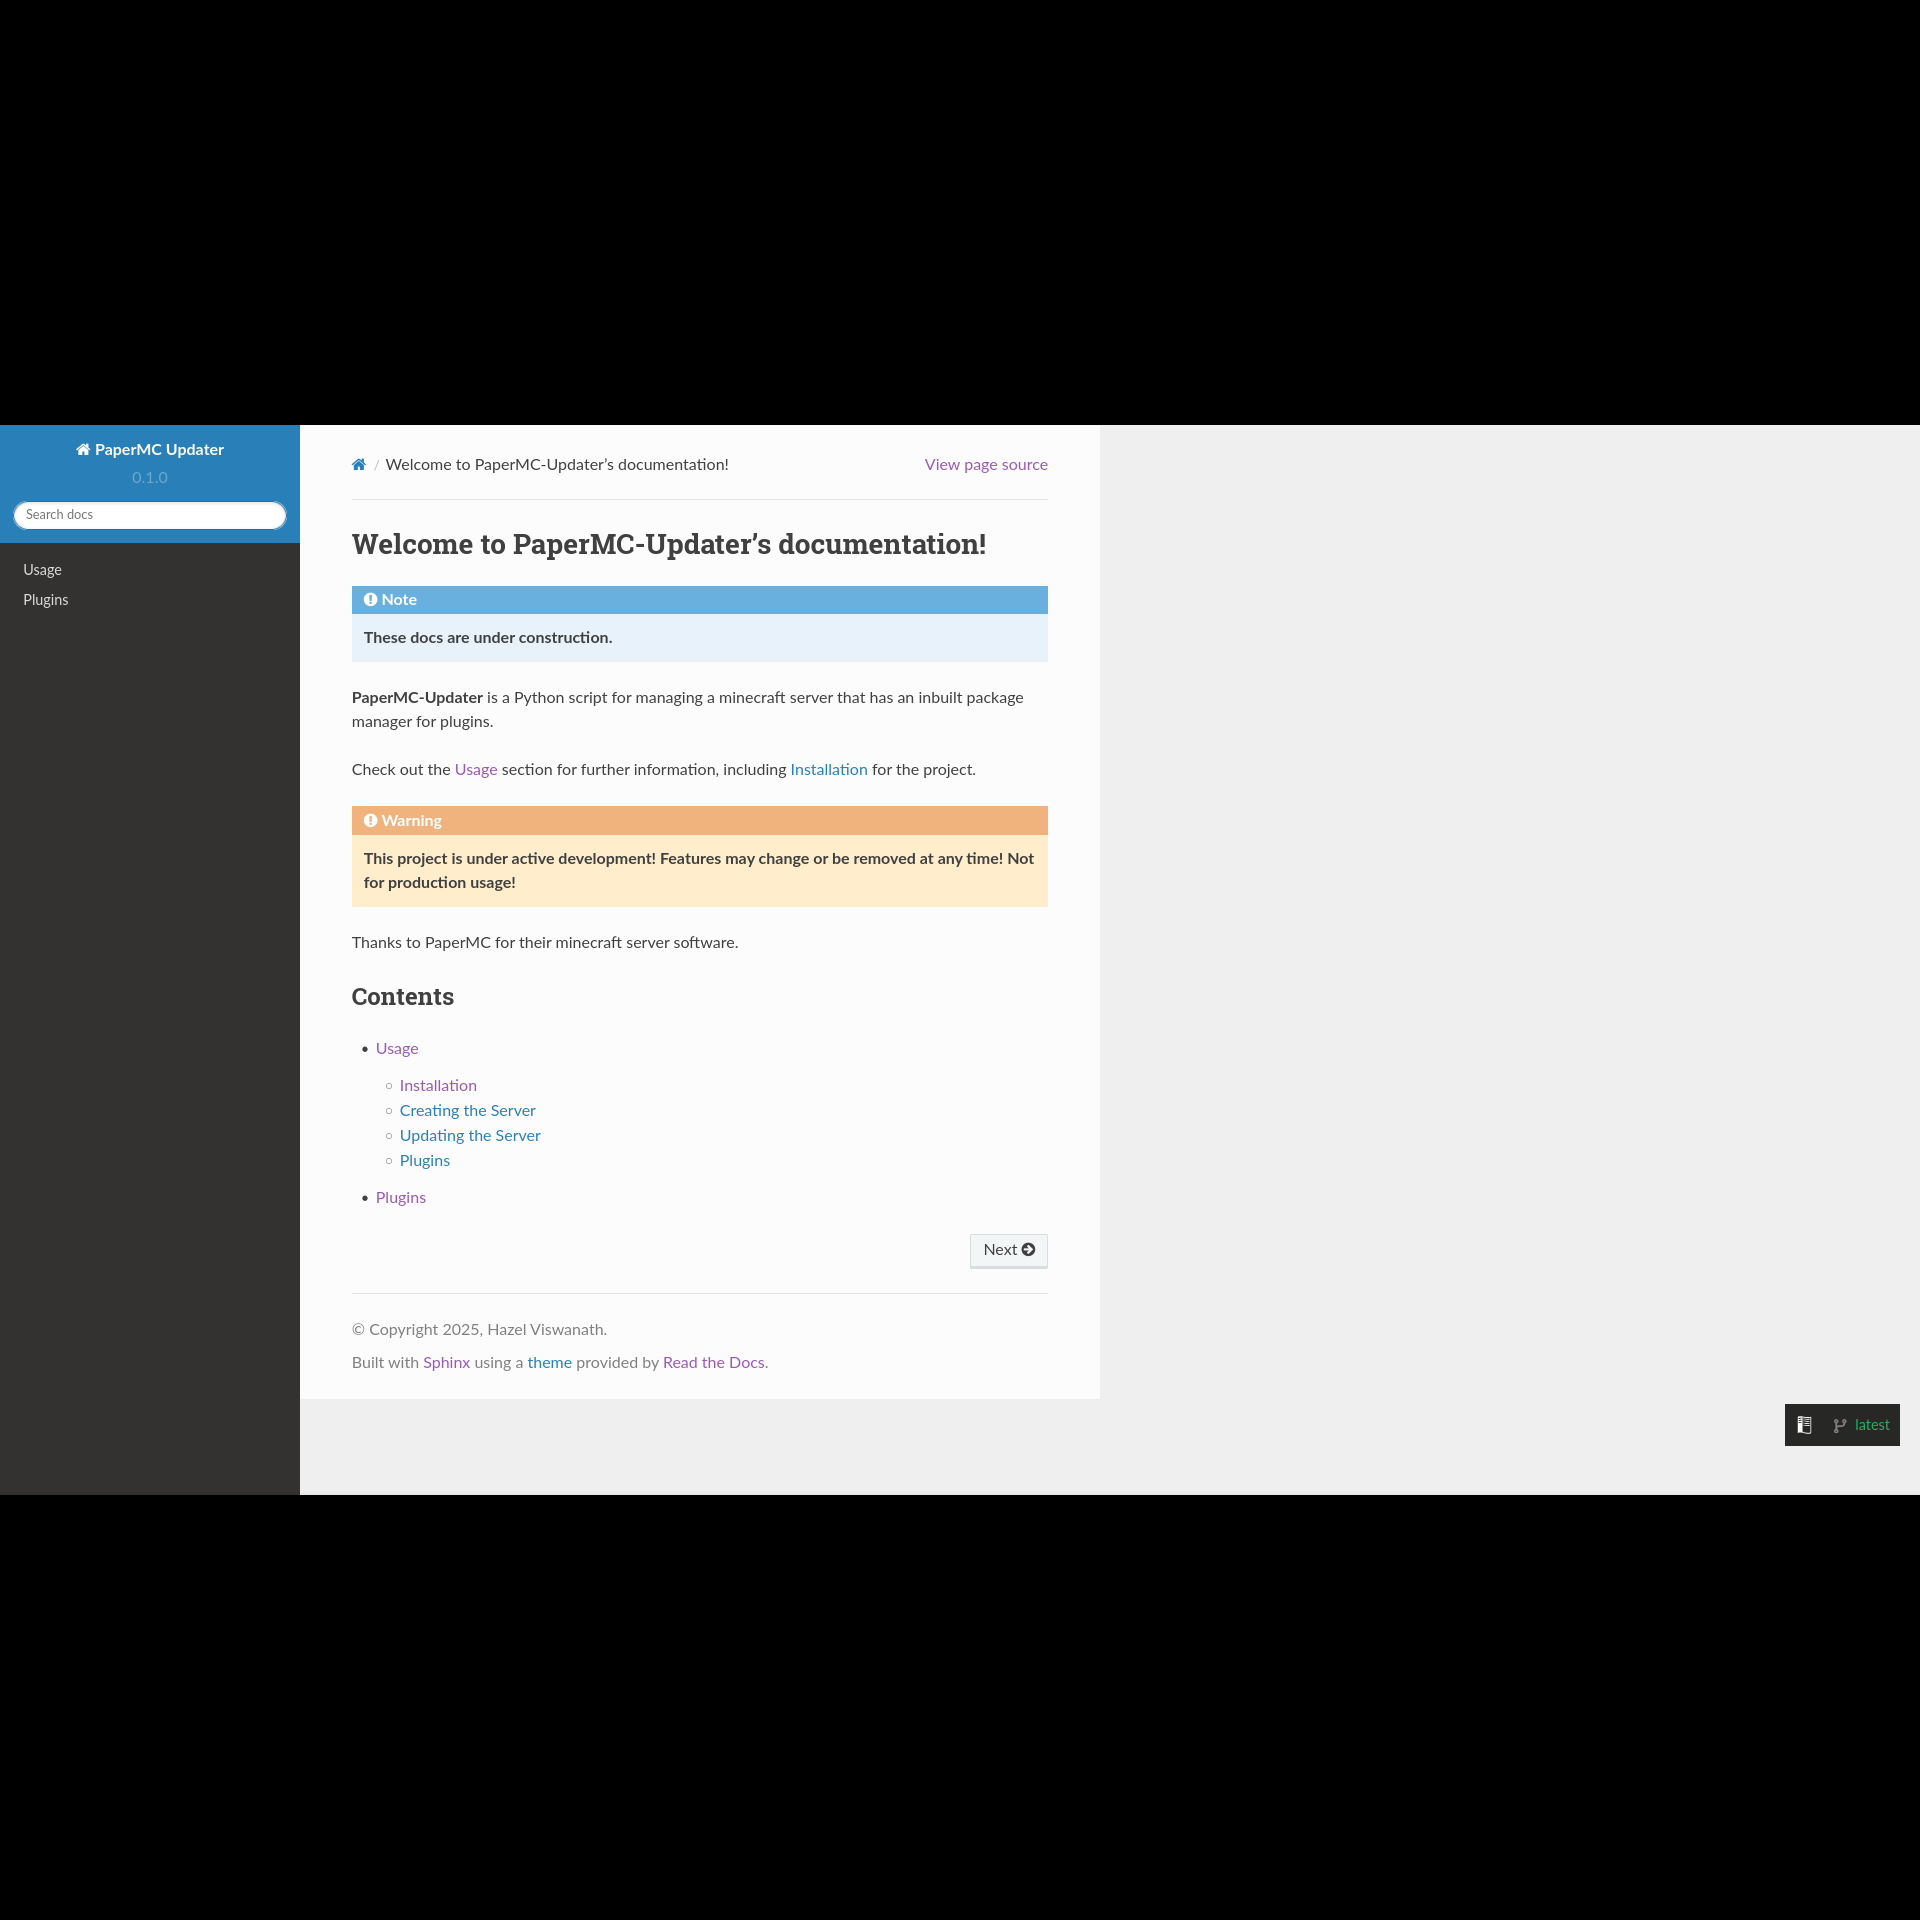 PaperMC Updater
0.1.0
Search docs
Usage
Plugins
/ Welcome to PaperMC-Updater’s documentation!
View page source
Welcome to PaperMC-Updater’s documentation!
Note
These docs are under construction.
PaperMC-Updater is a Python script for managing a minecraft server that has an inbuilt package
manager for plugins.
Check out the Usage section for further information, including Installation for the project.
Warning
This project is under active development! Features may change or be removed at any time! Not
for production usage!
Thanks to PaperMC for their minecraft server software.
Contents
• Usage
○ Installation
○ Creating the Server
○ Updating the Server
○ Plugins
• Plugins
Next
© Copyright 2025, Hazel Viswanath.
Built with Sphinx using a theme provided by Read the Docs.
latest